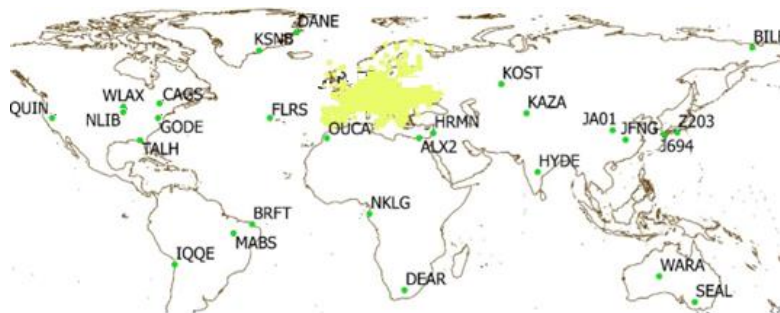 DANE
KSNB
BILI
KOST
WLAX
CAGS
QUIN
NLIB
GODE
FLRS
OUCA
HRMN
KAZA
JA01
JFNG
Z203
J694
TALH
ALX2
HYDE
NKLG
BRFT
MABS
IQQE
DEAR
WARA
SEAL